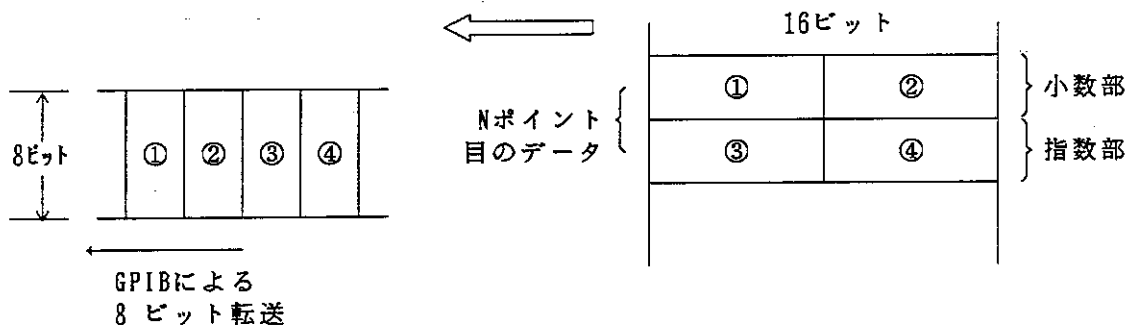 16ビット
① ②
小数部
Nポイント
目のデータ
③ ④
指数部
8ビット
① ② ③ ④
GPIBによる
8 ビット転送